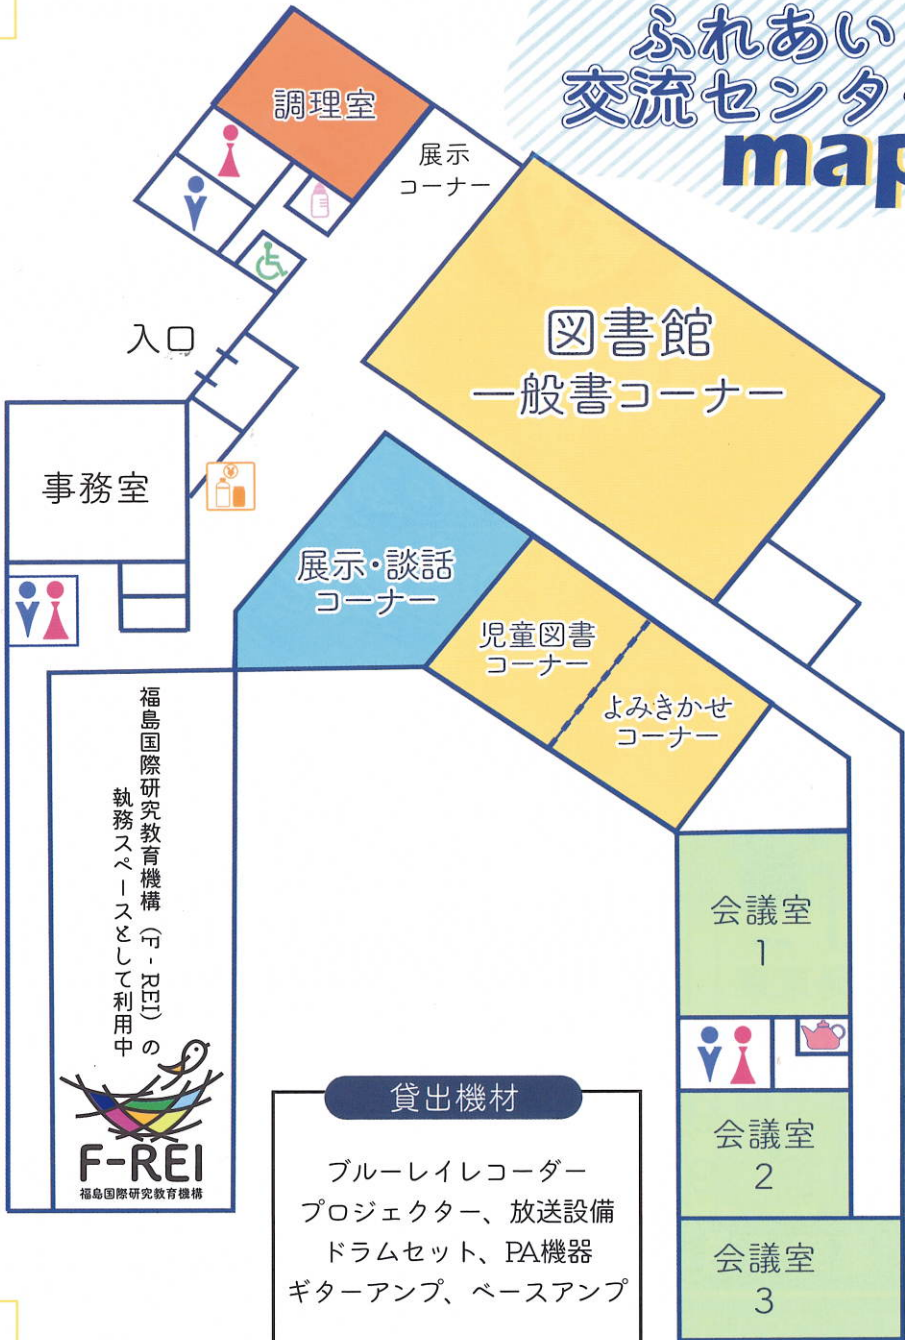 ふれあい
交流センター
map
調理室
展示
コーナー
図書館
一般書コーナー
入口
事務室
¥
展示・談話
コーナー
児童図書
コーナー
よみきかせ
コーナー
福島国際研究教育機構（F-REI）の
執務スペースとして利用中
F-REI
福島国際研究教育機構
会議室
1
会議室
2
会議室
3
貸出機材
ブルーレイレコーダー
プロジェクター、放送設備
ドラムセット、PA機器
ギターアンプ、ベースアンプ